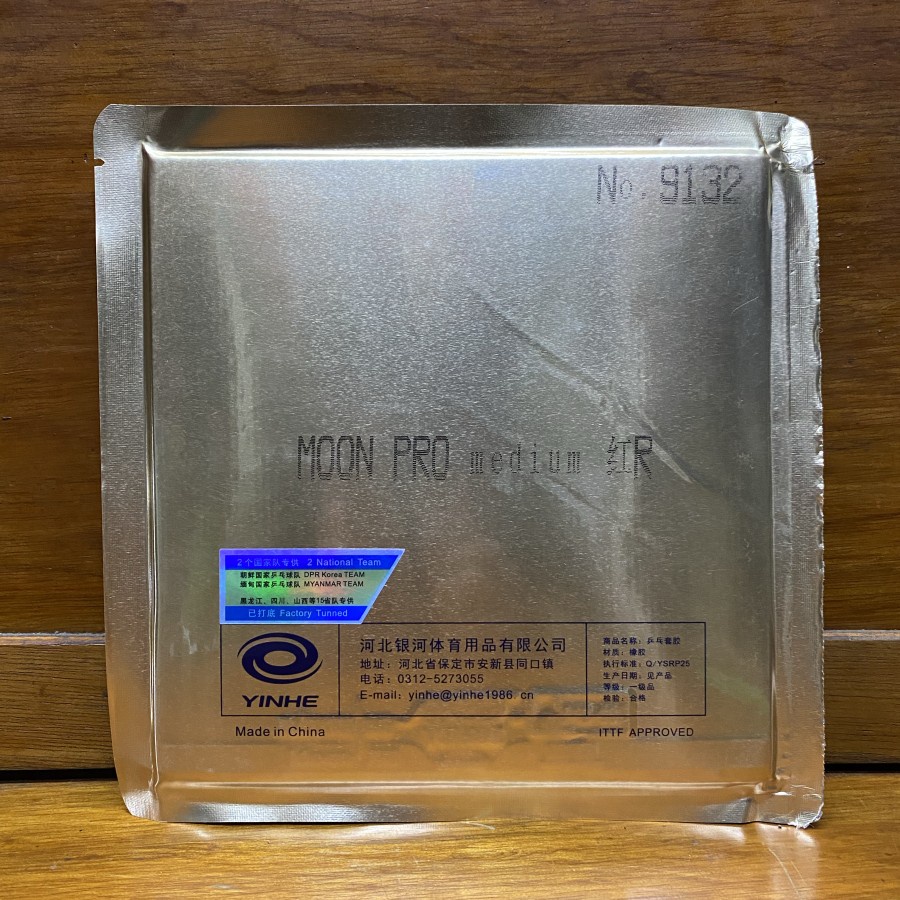 No. 9132
MOON PRO medium 红R
2个国家队专供 2 National Team
朝鲜国家乒乓球队 DPR Korea TEAM
缅甸国家乒乓球队 MYANMAR TEAM
黑龙江、四川、山西等15省队专供
已打底 Factory Tunned
YINHE
河北银河体育用品有限公司
地址：河北省保定市安新县同口镇
电话：0312-5273055
E-mail：yinhe@yinhe1986.cn
商品名称：乒乓套胶
材质：橡胶
执行标准：Q/YSRP25
生产日期：见产品
等级：一级品
检验：合格
Made in China
ITTF APPROVED